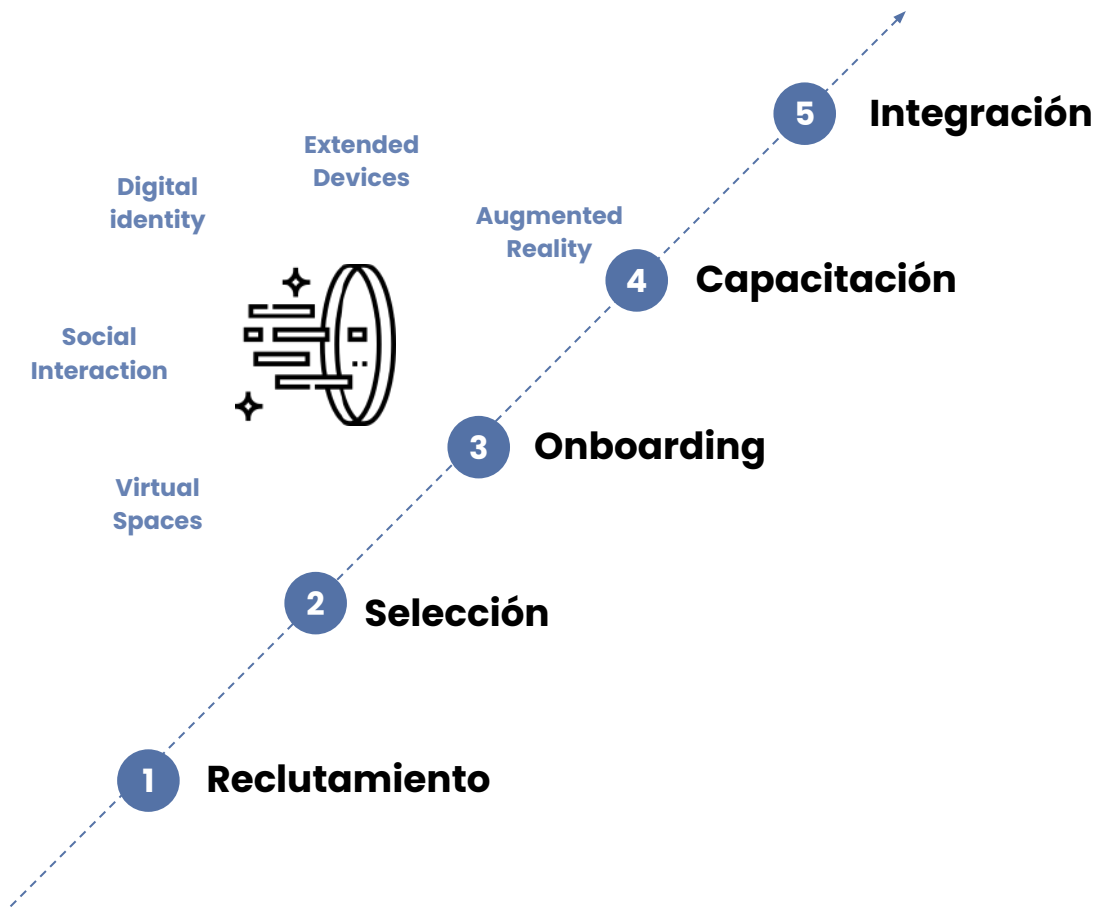 5
Integración
Extended
Devices
Digital
identity
Augmented
Reality
4
Capacitación
Social
Interaction
3
Onboarding
Virtual
Spaces
2
Selección
1
Reclutamiento